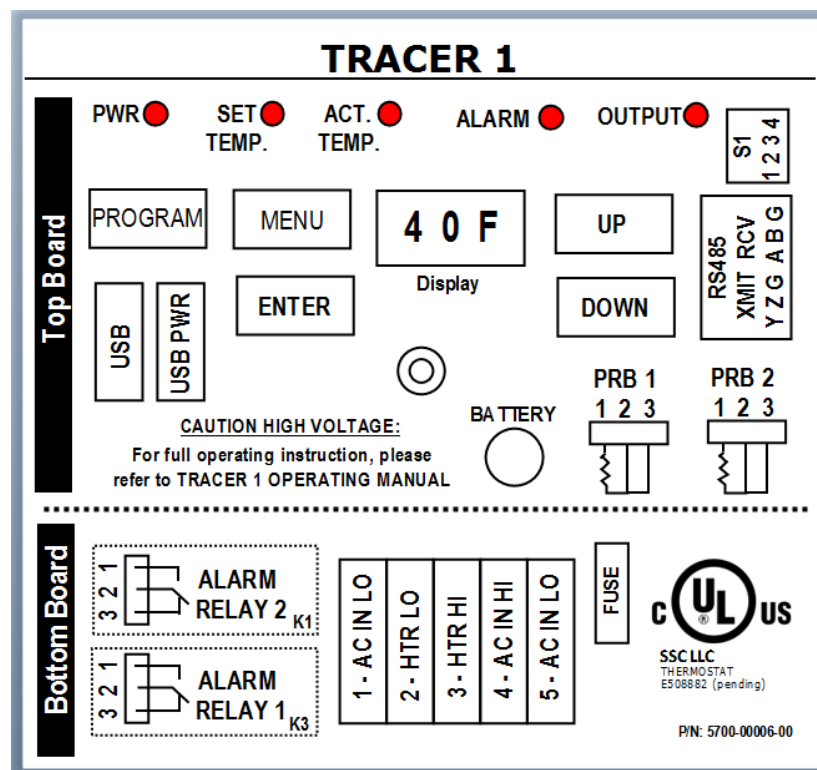 TRACER 1
PWR
SET
TEMP.
ACT.
TEMP.
ALARM
OUTPUT
S1
1 2 3 4
Top Board
PROGRAM
MENU
4 0 F
Display
UP
RS485
XMIT RCV
Y Z G A B G
USB
USB PWR
ENTER
DOWN
PRB 1
1 2 3
PRB 2
1 2 3
BATTERY
CAUTION HIGH VOLTAGE:
For full operating instruction, please
refer to TRACER 1 OPERATING MANUAL
Bottom Board
3 2 1
ALARM
RELAY 2
K1
3 2 1
ALARM
RELAY 1
K3
1 - AC IN LO
2 - HTR LO
3 - HTR HI
4 - AC IN HI
5 - AC IN LO
FUSE
C UL US
®
SSC LLC
THERMOSTAT
E508882 (pending)
P/N: 5700-00006-00